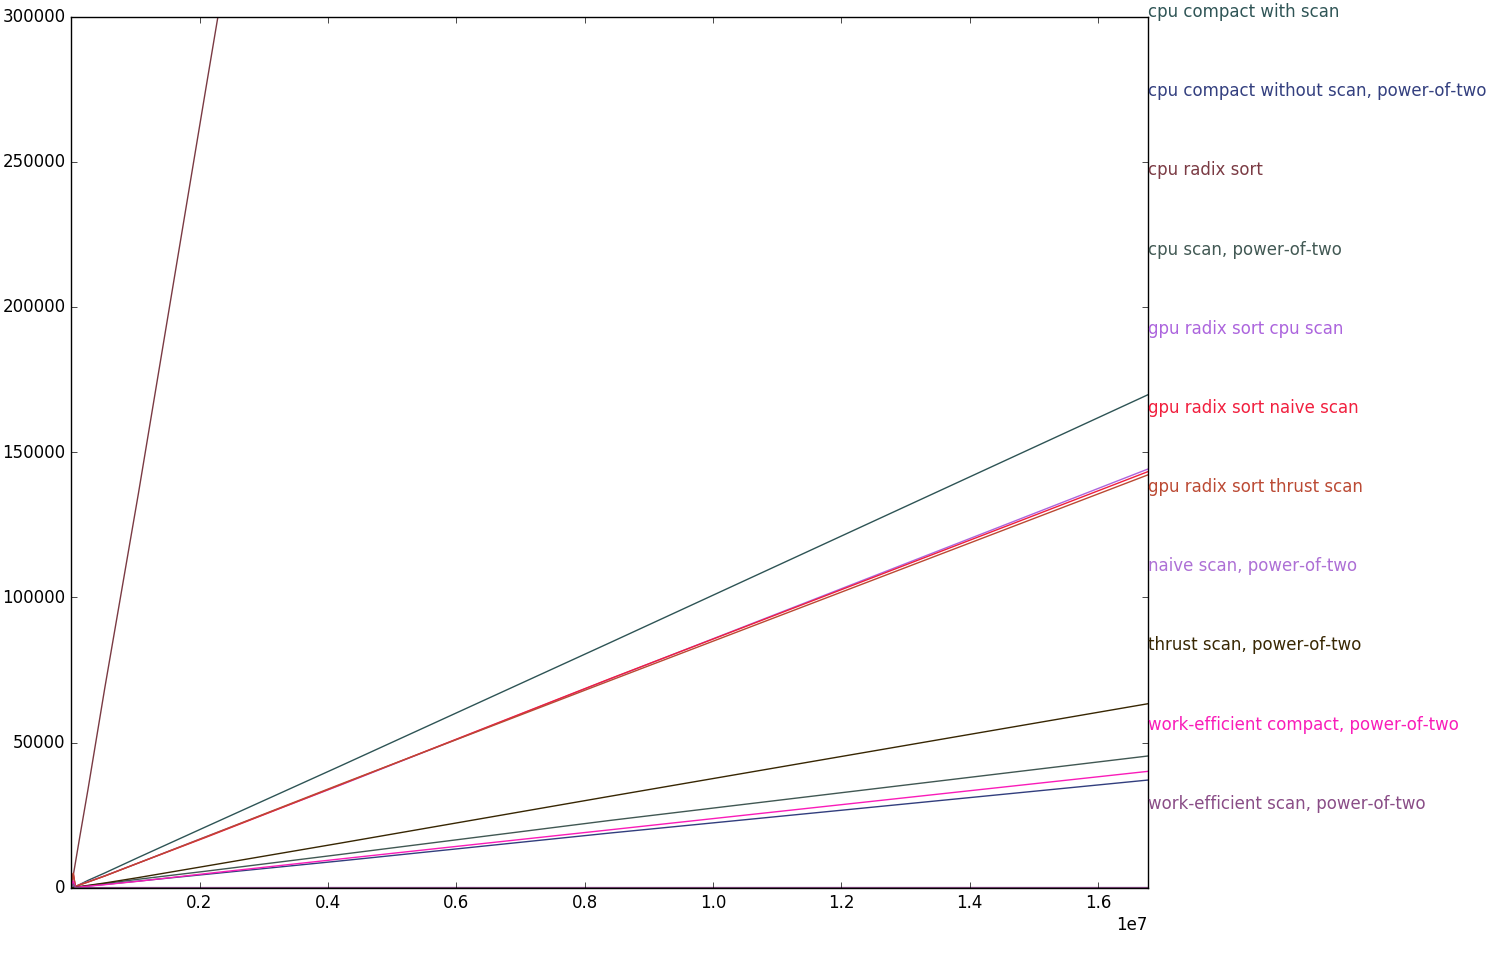 300000
250000
200000
150000
100000
50000
0
0.2 0.4 0.6 0.8 1.0 1.2 1.4 1.6
1e7
cpu compact with scan
cpu compact without scan, power-of-two
cpu radix sort
cpu scan, power-of-two
gpu radix sort cpu scan
gpu radix sort naive scan
gpu radix sort thrust scan
naive scan, power-of-two
thrust scan, power-of-two
work-efficient compact, power-of-two
work-efficient scan, power-of-two